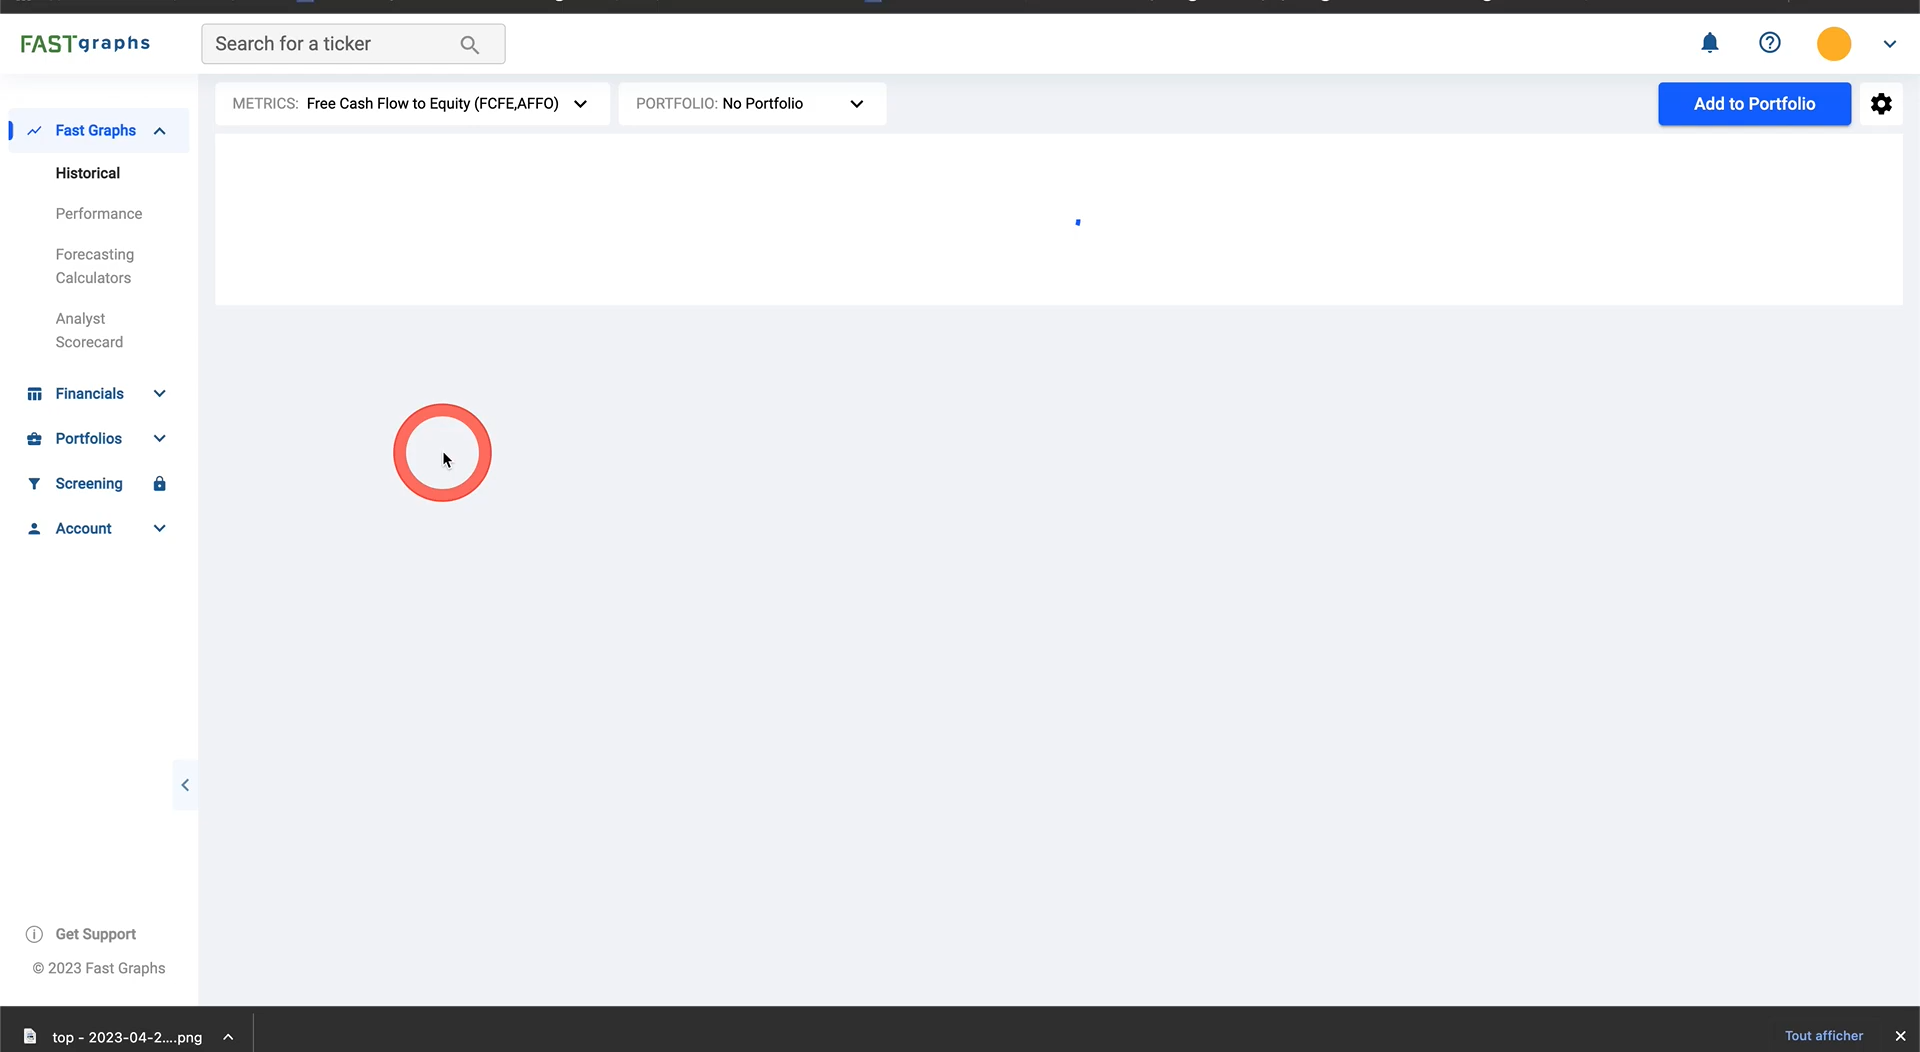 FASTgraphs
Search for a ticker
METRICS: Free Cash Flow to Equity (FCFE,AFFO)
PORTFOLIO: No Portfolio
Add to Portfolio
Fast Graphs
Historical
Performance
Forecasting
Calculators
Analyst
Scorecard
Financials
Portfolios
Screening
Account
Get Support
© 2023 Fast Graphs
top - 2023-04-2....png
Tout afficher